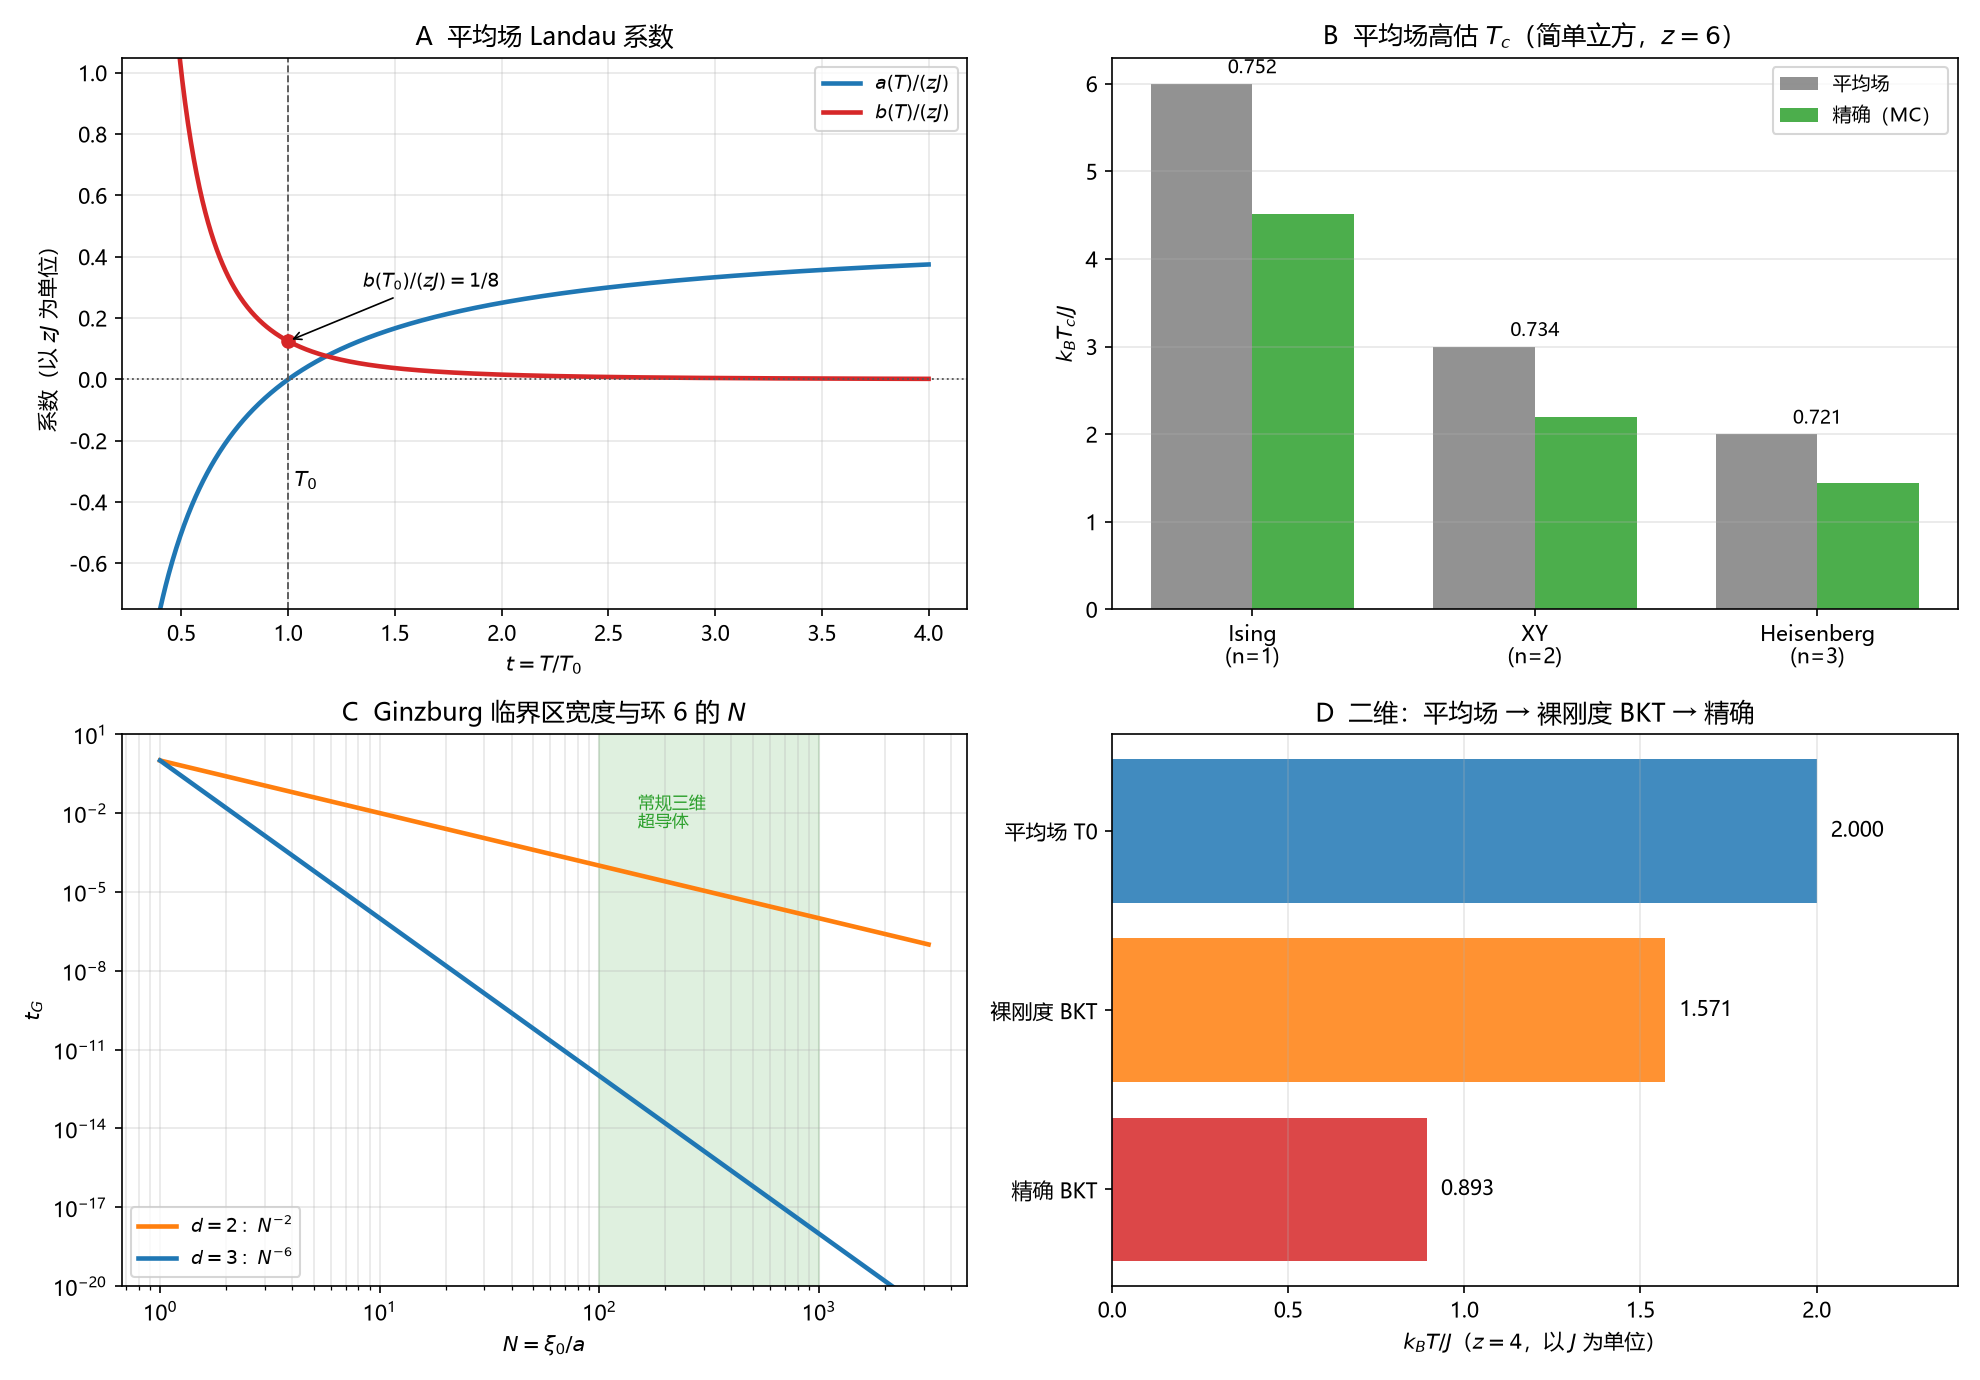 A 平均场 Landau 系数
a(T)/(zJ)
b(T)/(zJ)
b(T₀)/(zJ) = 1/8
T₀
系数（以 zJ 为单位）
1.0
0.8
0.6
0.4
0.2
0.0
-0.2
-0.4
-0.6
0.5 1.0 1.5 2.0 2.5 3.0 3.5 4.0
t = T/T₀
B 平均场高估 T_c（简单立方，z = 6）
平均场
精确（MC）
0.752
0.734
0.721
k_BT_c/J
6
5
4
3
2
1
0
Ising
(n=1)
XY
(n=2)
Heisenberg
(n=3)
C Ginzburg 临界区宽度与环 6 的 N
常规三维
超导体
t_G
10¹
10⁻²
10⁻⁵
10⁻⁸
10⁻¹¹
10⁻¹⁴
10⁻¹⁷
10⁻²⁰
d = 2 : N⁻²
d = 3 : N⁻⁶
10⁰ 10¹ 10² 10³
N = ξ₀/a
D 二维：平均场 → 裸刚度 BKT → 精确
平均场 T0
2.000
裸刚度 BKT
1.571
精确 BKT
0.893
0.0 0.5 1.0 1.5 2.0
k_BT/J（z = 4，以 J 为单位）